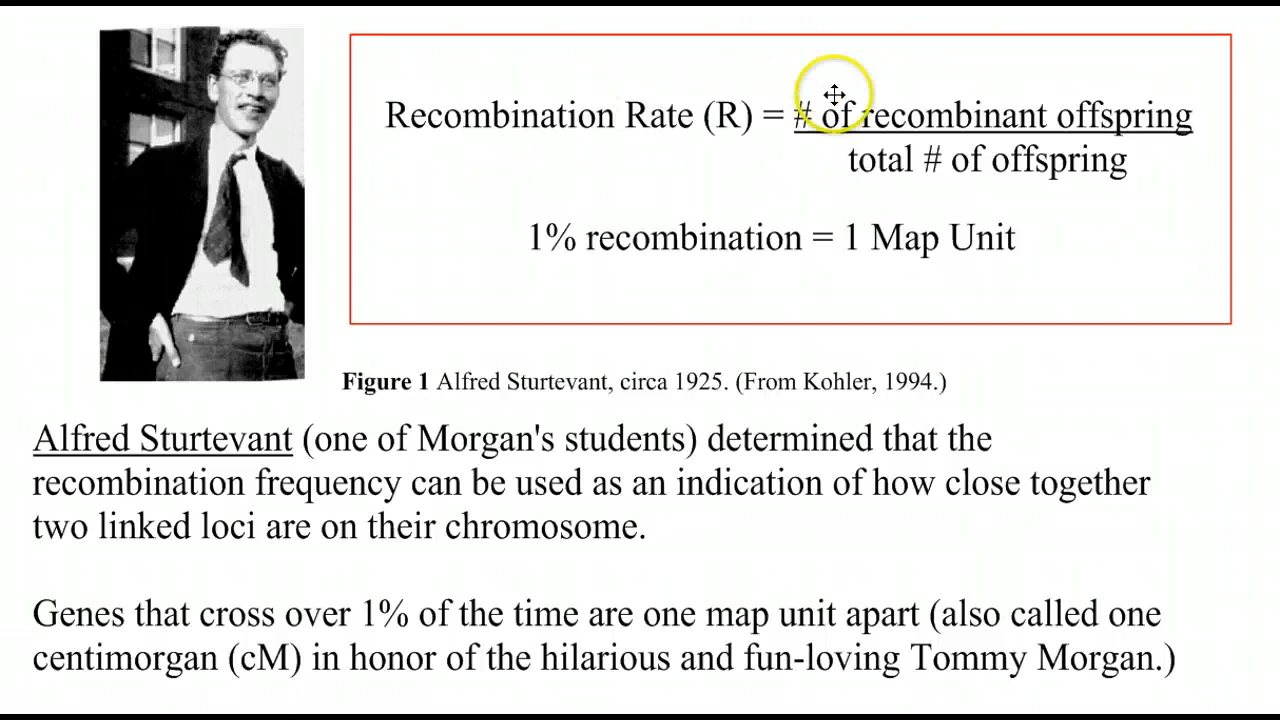 Recombination Rate (R) = # of recombinant offspring
total # of offspring
1% recombination = 1 Map Unit
Figure 1 Alfred Sturtevant, circa 1925. (From Kohler, 1994.)
Alfred Sturtevant (one of Morgan's students) determined that the
recombination frequency can be used as an indication of how close together
two linked loci are on their chromosome.
Genes that cross over 1% of the time are one map unit apart (also called one
centimorgan (cM) in honor of the hilarious and fun-loving Tommy Morgan.)